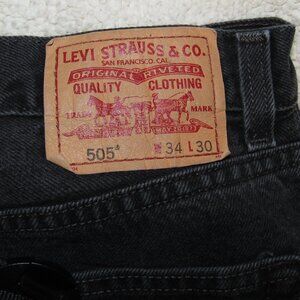 LEVI STRAUSS & CO.
SAN FRANCISCO, CAL.
ORIGINAL RIVETED
QUALITY CLOTHING
TRADE MARK
505® W 34 L 30